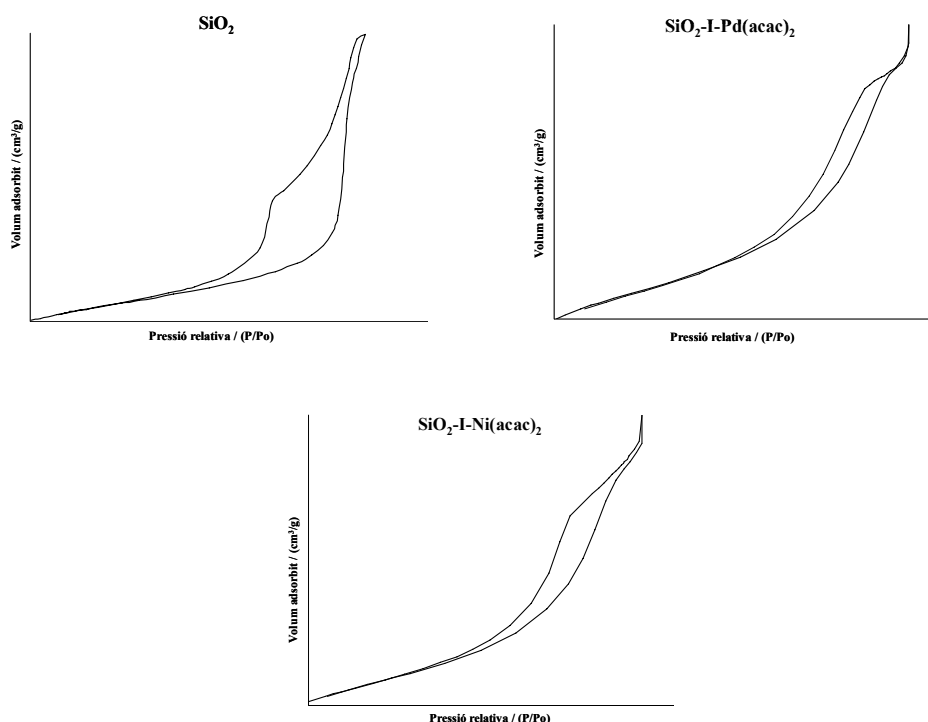 SiO₂
Volum adsorbit / (cm³/g)
Pressió relativa / (P/Po)
SiO₂-I-Pd(acac)₂
Volum adsorbit / (cm³/g)
Pressió relativa / (P/Po)
SiO₂-I-Ni(acac)₂
Volum adsorbit / (cm³/g)
Pressió relativa / (P/Po)